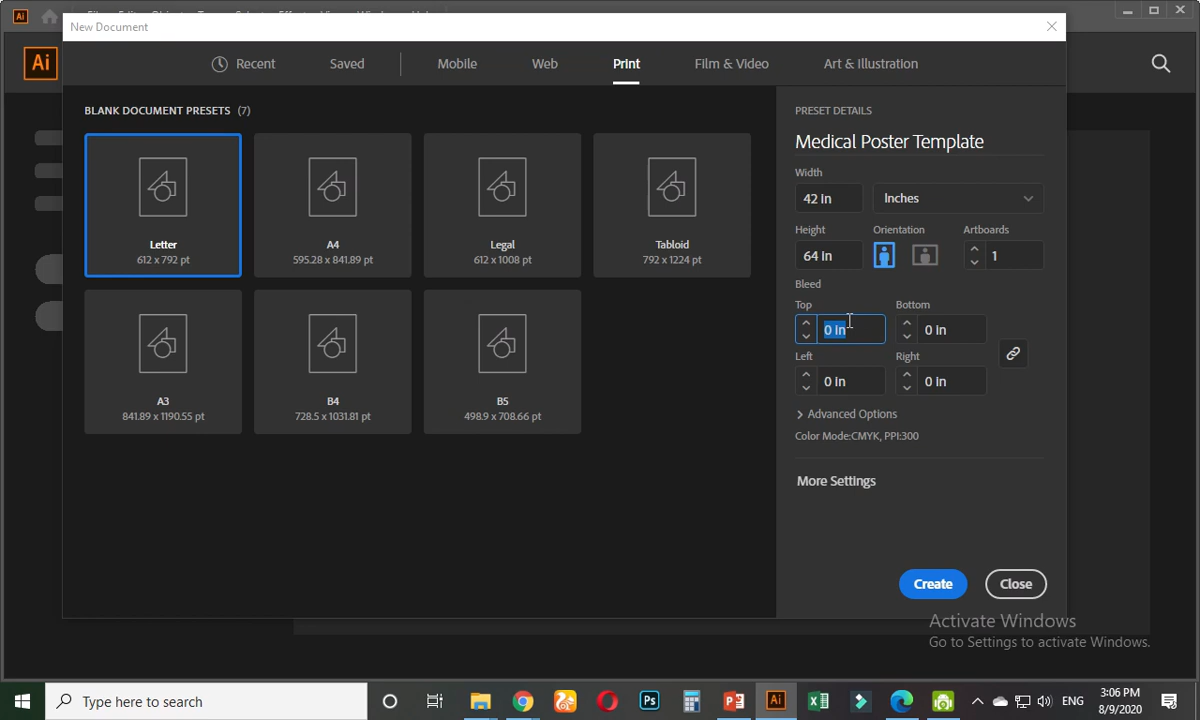 Ai
New Document
Ai
Recent
Saved
Mobile
Web
Print
Film & Video
Art & Illustration
BLANK DOCUMENT PRESETS (7)
Letter
612 x 792 pt
A4
595.28 x 841.89 pt
Legal
612 x 1008 pt
Tabloid
792 x 1224 pt
A3
841.89 x 1190.55 pt
B4
728.5 x 1031.81 pt
B5
498.9 x 708.66 pt
PRESET DETAILS
Medical Poster Template
Width
42 in
Inches
Height
Orientation
Artboards
64 in
1
Bleed
Top
Bottom
0 in
0 in
Left
Right
0 in
0 in
Advanced Options
Color Mode:CMYK, PPI:300
More Settings
Create
Close
Activate Windows
Go to Settings to activate Windows.
Type here to search
Ps
Ai
ENG
3:06 PM
8/9/2020